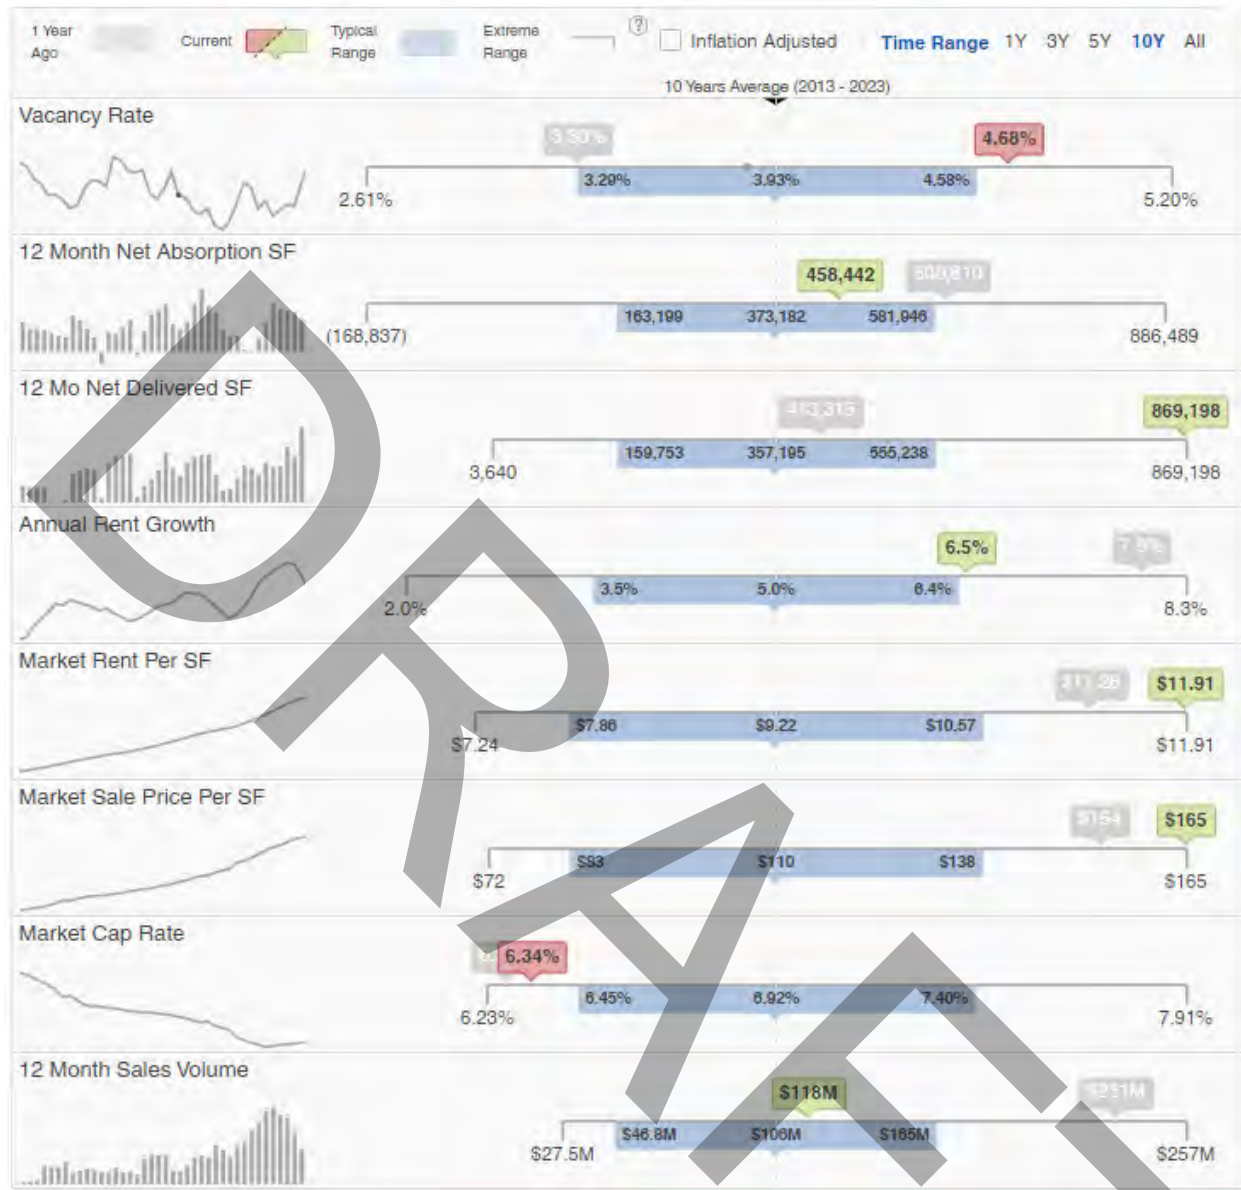 1 Year Ago
Current
Typical Range
Extreme Range
?
Inflation Adjusted
Time Range 1Y 3Y 5Y 10Y All
10 Years Average (2013 - 2023)
Vacancy Rate
3.30%
4.68%
3.29% 3.93% 4.58%
2.61% 5.20%
12 Month Net Absorption SF
458,442
163,199 373,182 581,946
(168,837) 886,489
12 Mo Net Delivered SF
869,198
159,753 357,195 555,238
3,640 869,198
Annual Rent Growth
6.5% 7.9%
3.5% 5.0% 6.4%
2.0% 8.3%
Market Rent Per SF
$11.91
$7.86 $9.22 $10.57
$7.24 $11.91
Market Sale Price Per SF
$154 $165
$83 $110 $138
$72 $165
Market Cap Rate
6.34%
6.45% 6.92% 7.40%
6.23% 7.91%
12 Month Sales Volume
$118M $231M
$46.8M $106M $165M
$27.5M $257M